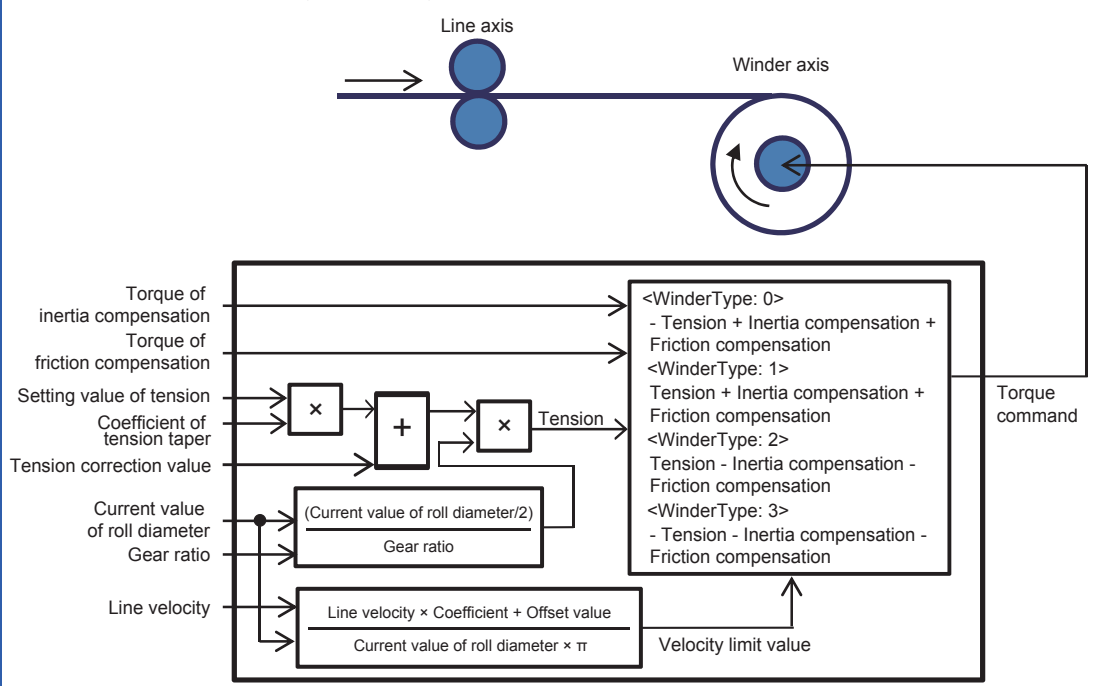 Line axis
Winder axis
Torque of
inertia compensation
Torque of
friction compensation
Setting value of tension
Coefficient of
tension taper
Tension correction value
Current value
of roll diameter
Gear ratio
Line velocity
×
+
×
Tension
(Current value of roll diameter/2)
Gear ratio
Line velocity × Coefficient + Offset value
Current value of roll diameter × π
Velocity limit value
<WinderType: 0>
- Tension + Inertia compensation +
Friction compensation
<WinderType: 1>
Tension + Inertia compensation +
Friction compensation
<WinderType: 2>
Tension - Inertia compensation -
Friction compensation
<WinderType: 3>
- Tension - Inertia compensation -
Friction compensation
Torque
command